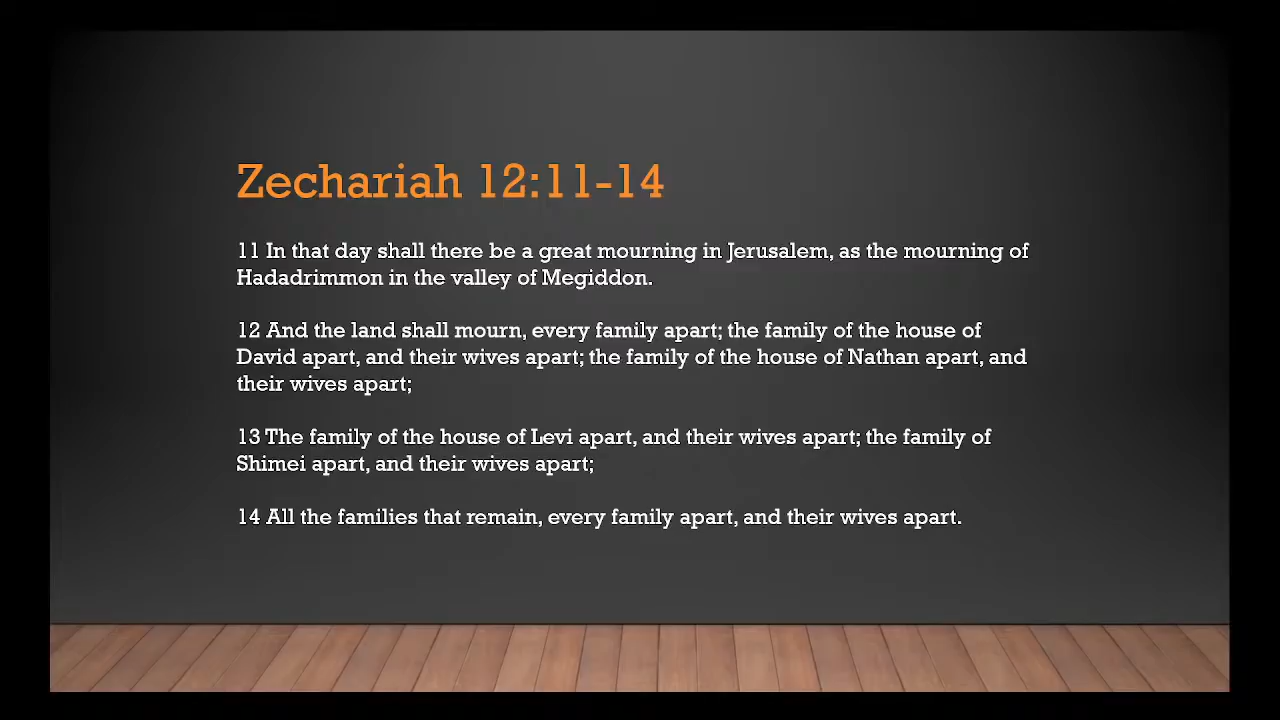 Zechariah 12:11-14
11 In that day shall there be a great mourning in Jerusalem, as the mourning of
Hadadrimmon in the valley of Megiddon.
12 And the land shall mourn, every family apart; the family of the house of
David apart, and their wives apart; the family of the house of Nathan apart, and
their wives apart;
13 The family of the house of Levi apart, and their wives apart; the family of
Shimei apart, and their wives apart;
14 All the families that remain, every family apart, and their wives apart.